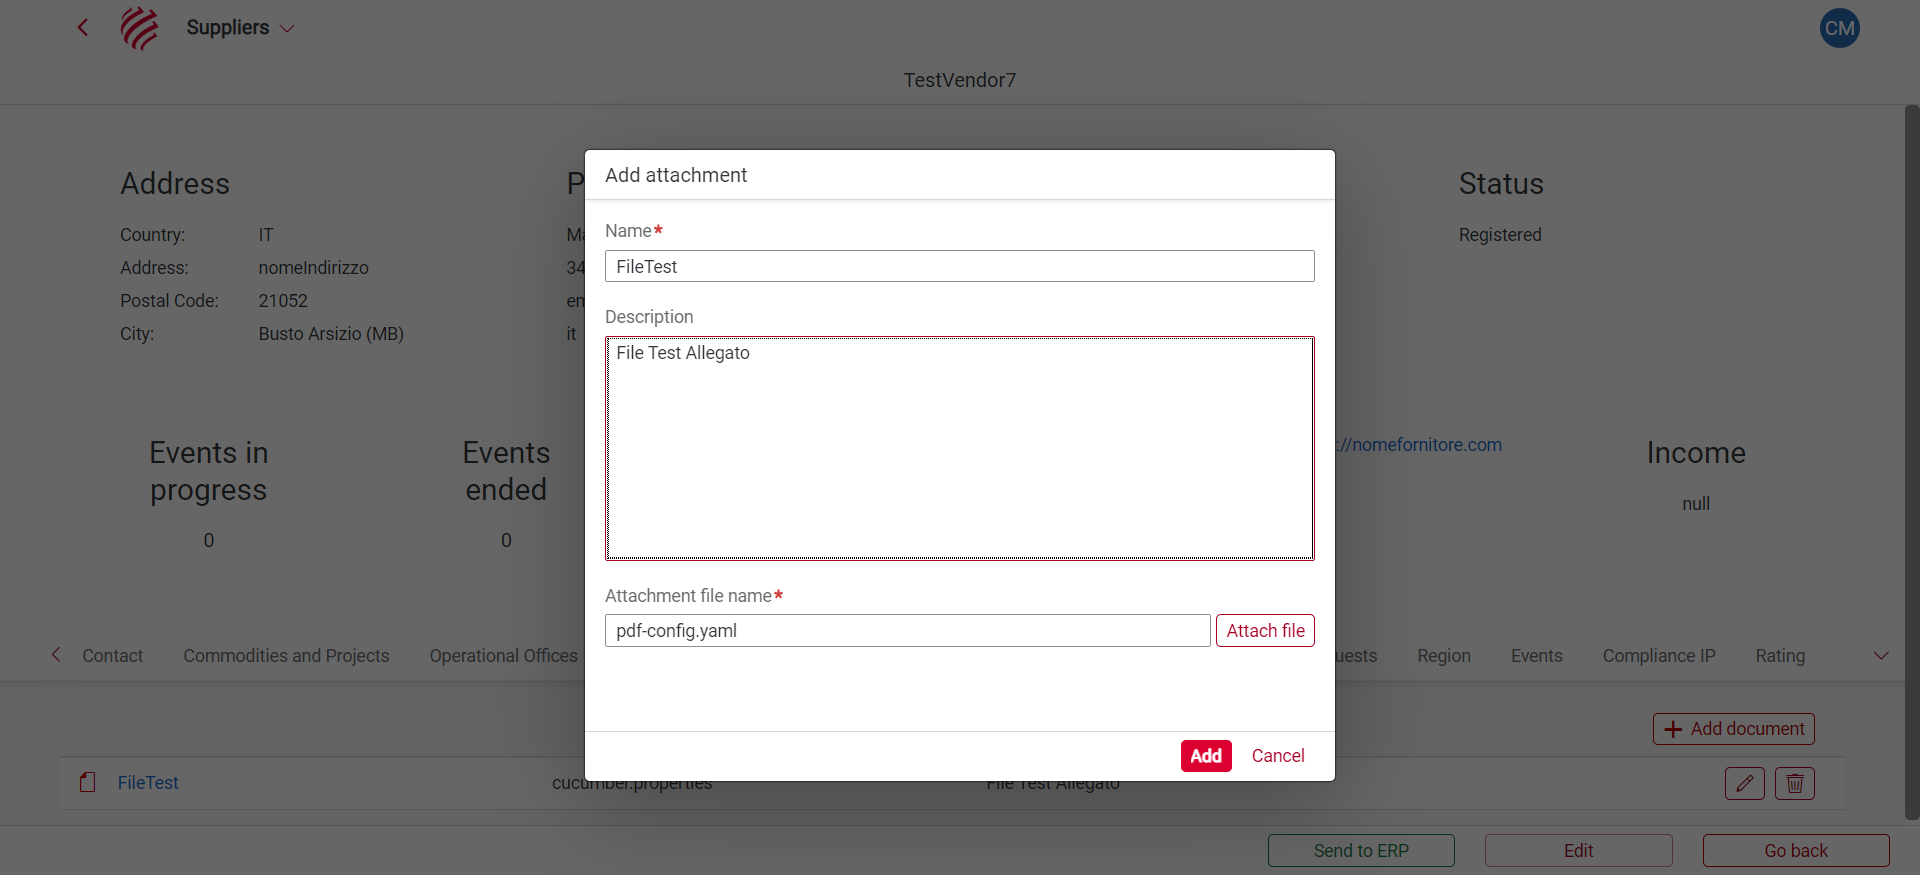 Suppliers
CM
TestVendor7
Address
Country: IT
Address: nomeIndirizzo
Postal Code: 21052
City: Busto Arsizio (MB)
34
it
Status
Registered
Events in
progress
0
Events
ended
0
://nomefornitore.com
Income
null
Add attachment
Name*
FileTest
Description
File Test Allegato
Attachment file name*
pdf-config.yaml
Attach file
Add
Cancel
Contact
Commodities and Projects
Operational Offices
uests
Region
Events
Compliance IP
Rating
Add document
FileTest
cucumber.properties
File Test Allegato
Send to ERP
Edit
Go back